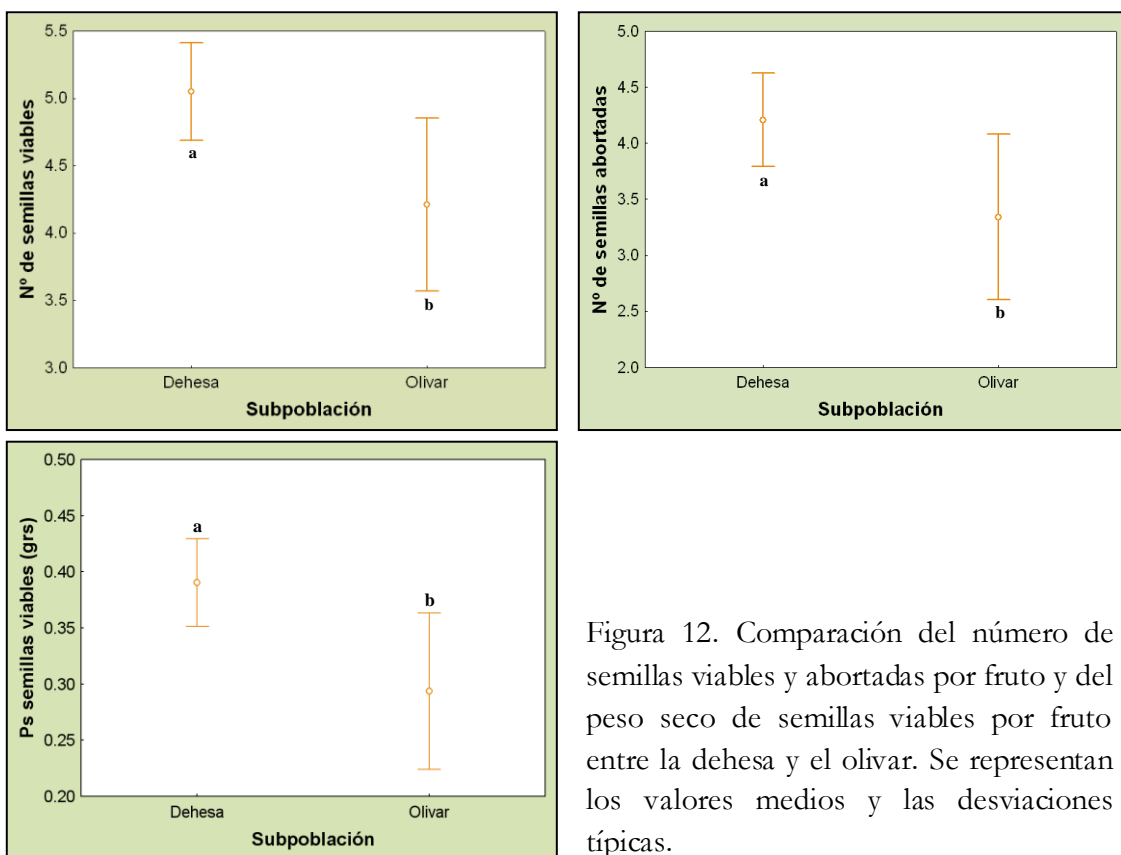 5.5
5.0
4.5
4.0
3.5
3.0
Nº de semillas viables
a
b
Dehesa Olivar
Subpoblación
5.0
4.5
4.0
3.5
3.0
2.5
2.0
Nº de semillas abortadas
a
b
Dehesa Olivar
Subpoblación
0.50
0.45
0.40
0.35
0.30
0.25
0.20
Ps semillas viables (grs)
a
b
Dehesa Olivar
Subpoblación
Figura 12. Comparación del número de
semillas viables y abortadas por fruto y del
peso seco de semillas viables por fruto
entre la dehesa y el olivar. Se representan
los valores medios y las desviaciones
típicas.